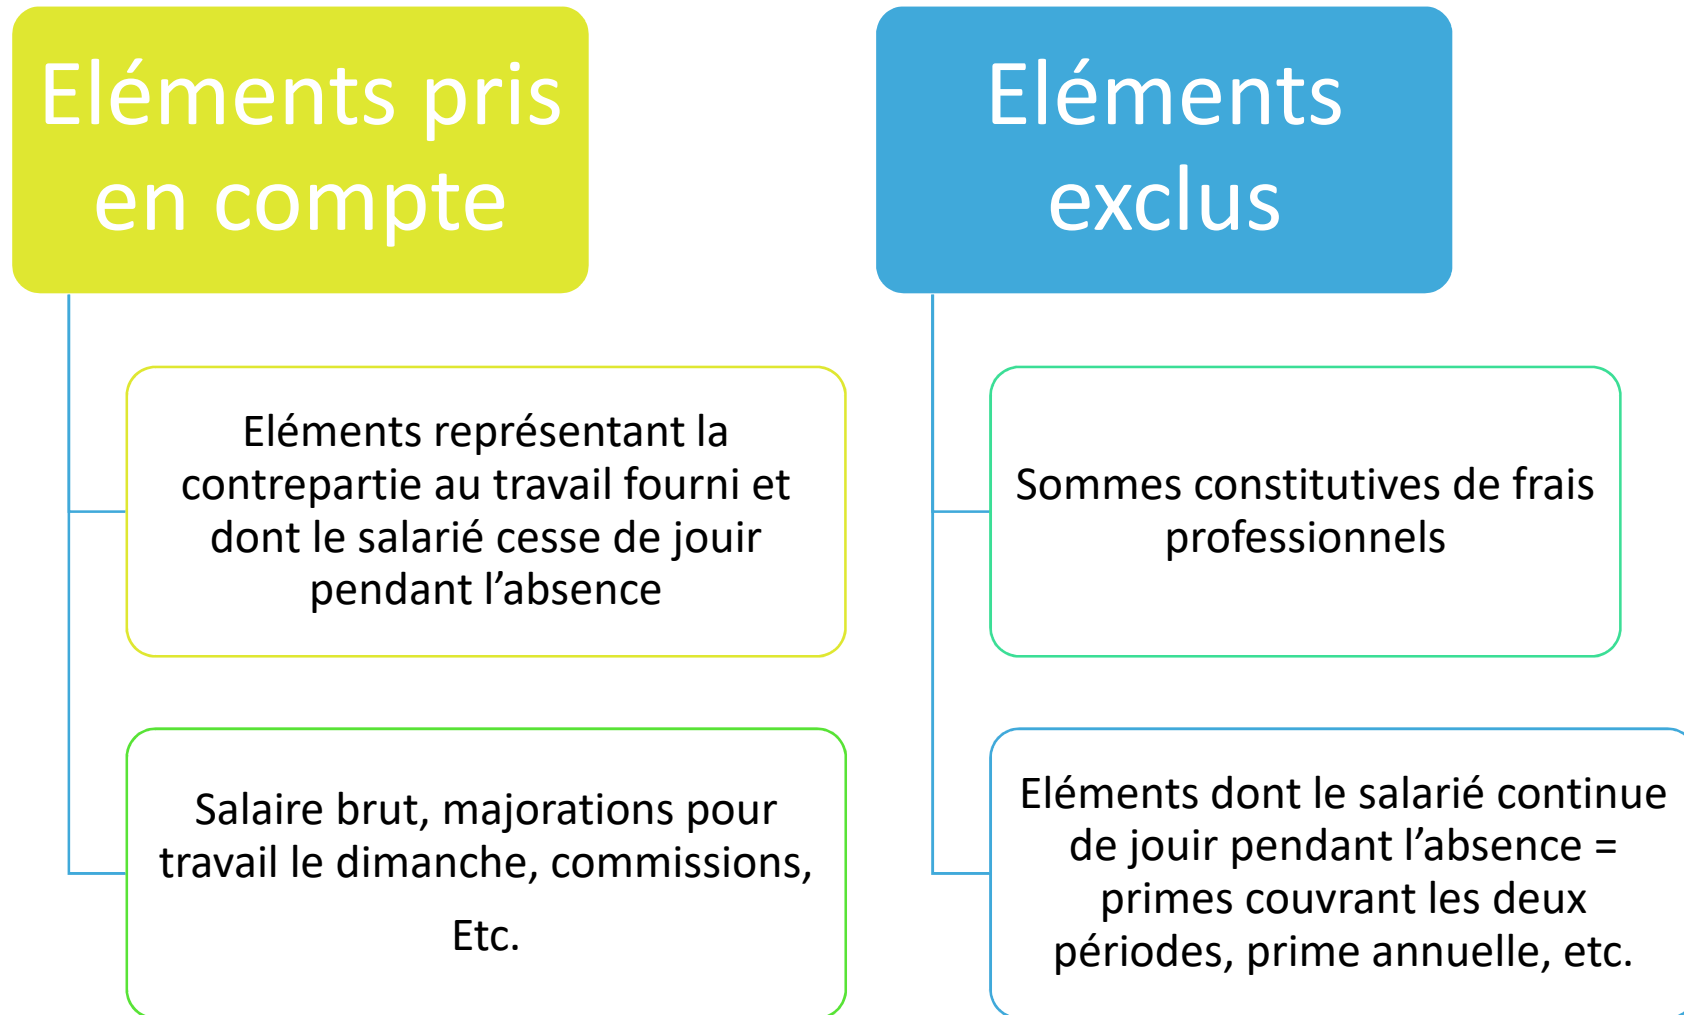 Eléments pris
en compte
Eléments représentant la
contrepartie au travail fourni et
dont le salarié cesse de jouir
pendant l’absence
Salaire brut, majorations pour
travail le dimanche, commissions,
Etc.
Eléments
exclus
Sommes constitutives de frais
professionnels
Eléments dont le salarié continue
de jouir pendant l’absence =
primes couvrant les deux
périodes, prime annuelle, etc.